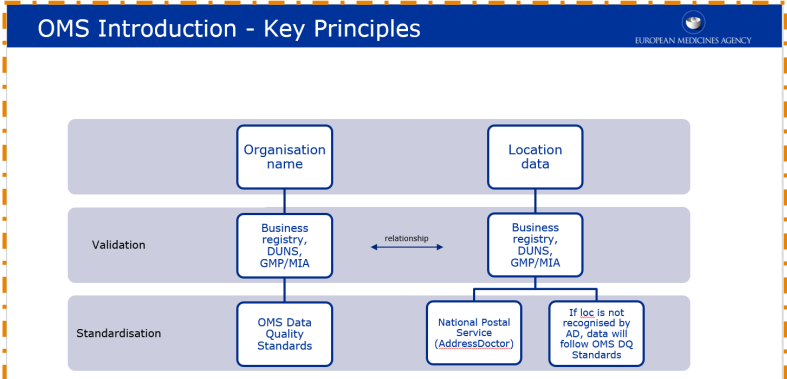 OMS Introduction - Key Principles
EUROPEAN MEDICINES AGENCY
Organisation
name
Location
data
Validation
Business
registry,
DUNS,
GMP/MIA
relationship
Business
registry,
DUNS,
GMP/MIA
Standardisation
OMS Data
Quality
Standards
National Postal
Service
(AddressDoctor)
If loc is not
recognised by
AD, data will
follow OMS DQ
Standards